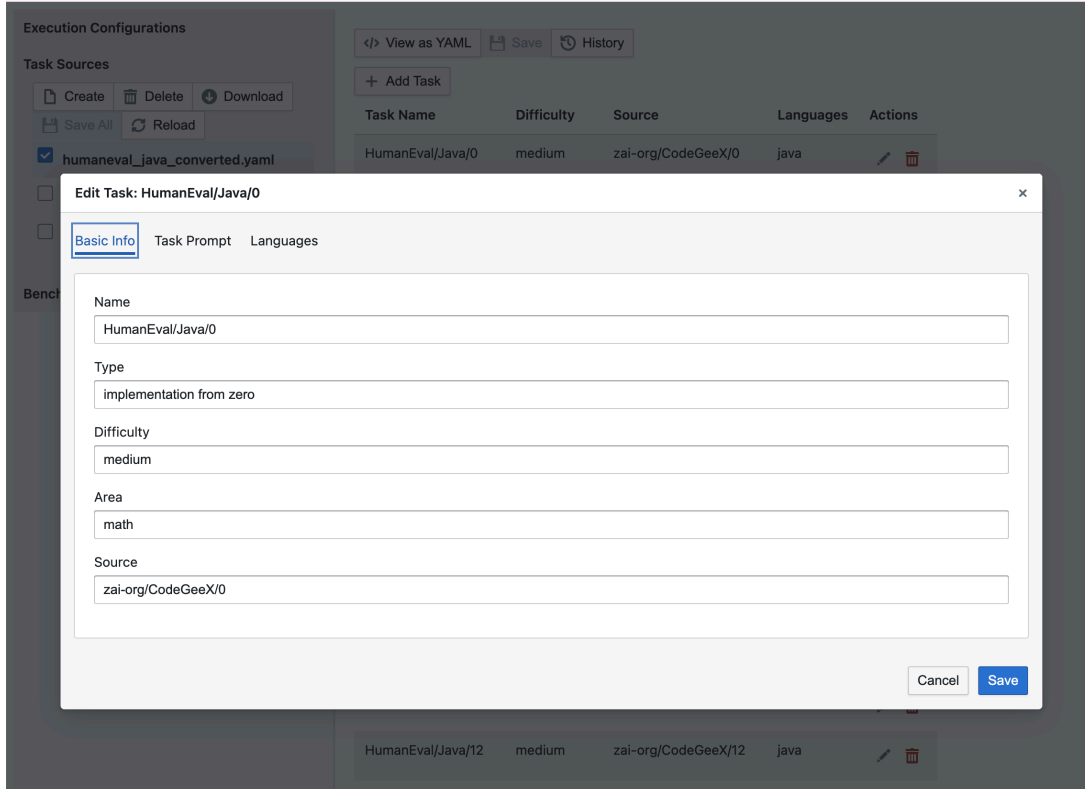 Execution Configurations
Task Sources
Create Delete Download
Save All Reload
humaneval_java_converted.yaml
</> View as YAML Save History
+ Add Task
Task Name Difficulty Source Languages Actions
HumanEval/Java/0 medium zai-org/CodeGeeX/0 java
Edit Task: HumanEval/Java/0 ×
Basic Info Task Prompt Languages
Bench
Name
HumanEval/Java/0
Type
implementation from zero
Difficulty
medium
Area
math
Source
zai-org/CodeGeeX/0
Cancel Save
HumanEval/Java/12 medium zai-org/CodeGeeX/12 java